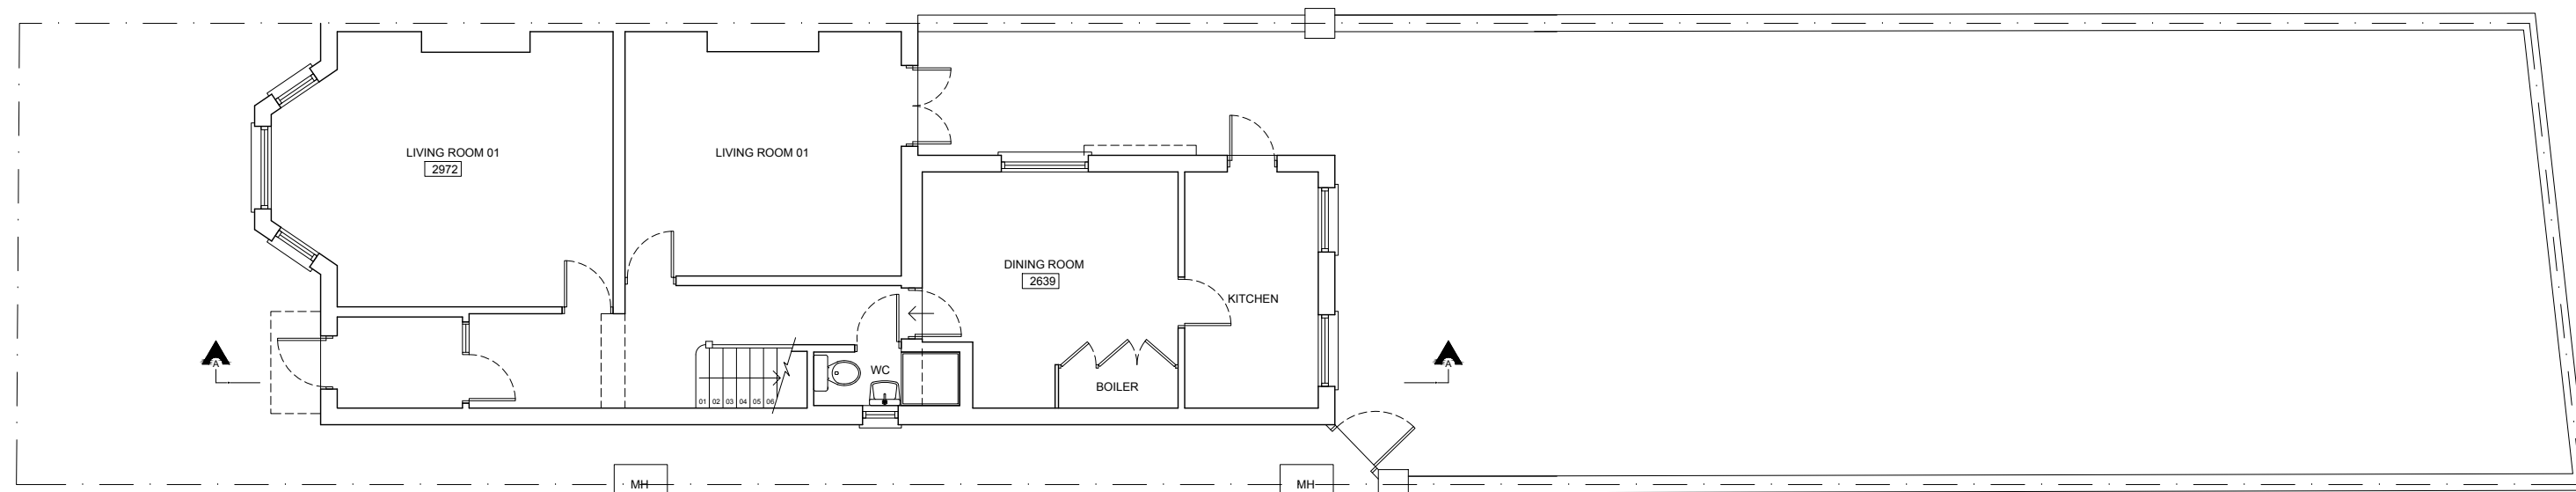 LIVING ROOM 01
2972
LIVING ROOM 01
DINING ROOM
2639
KITCHEN
A
A
WC
BOILER
01 02 03 04 05 06
MH
MH